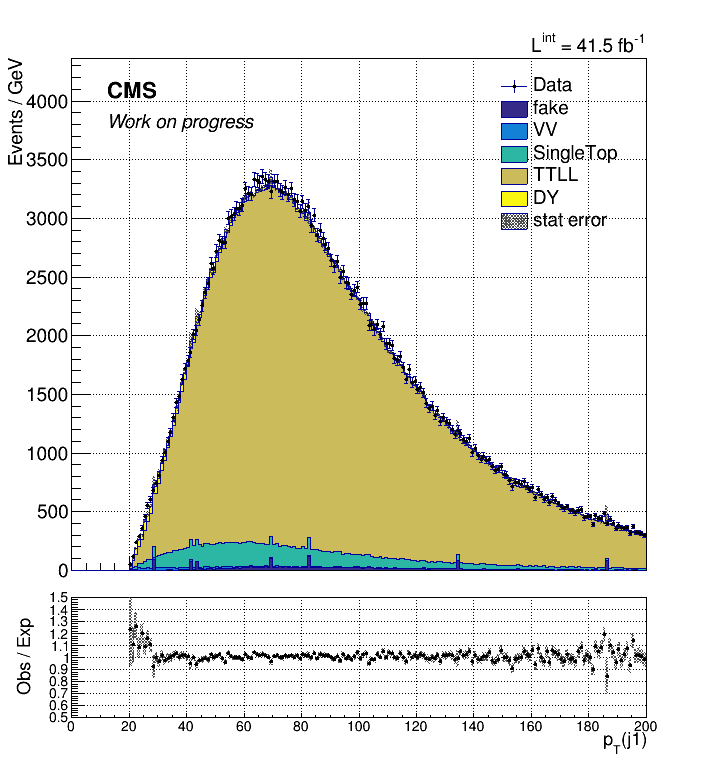 L^int = 41.5 fb^-1
Events / GeV
CMS
Work on progress
Data
fake
VV
SingleTop
TTLL
DY
stat error
4000
3500
3000
2500
2000
1500
1000
500
0
Obs / Exp
1.5
1.4
1.3
1.2
1.1
1
0.9
0.8
0.7
0.6
0.5
0 20 40 60 80 100 120 140 160 180 200
p_T(j1)